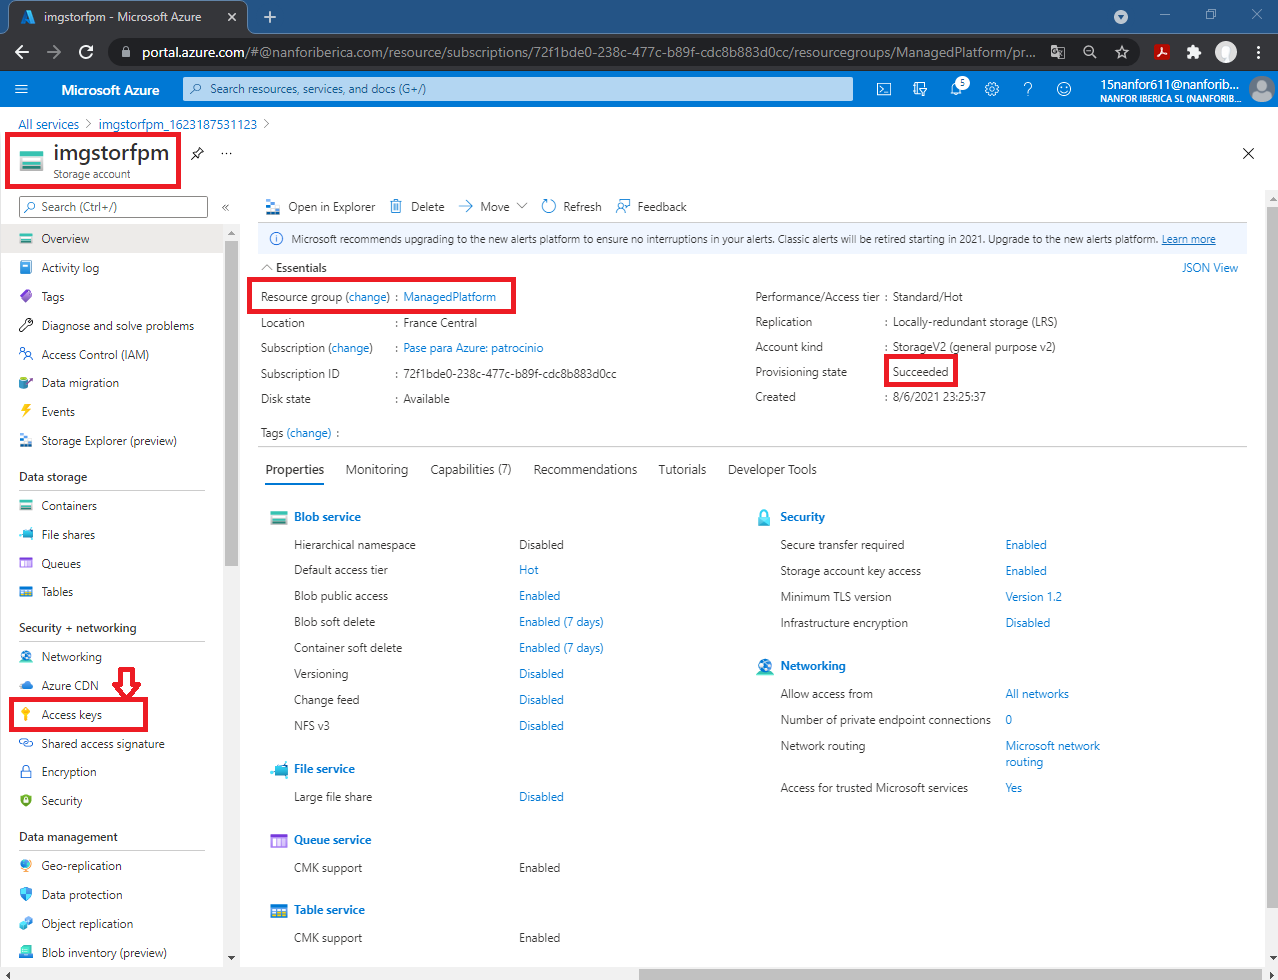 imgstorfpm - Microsoft Azure
portal.azure.com/#@nanforiberica.com/resource/subscriptions/72f1bde0-238c-477c-b89f-cdc8b883d0cc/resourcegroups/ManagedPlatform/pr...
Microsoft Azure
Search resources, services, and docs (G+/)
5
15nanfor611@nanforib...
NANFOR IBERICA SL (NANFORIB...
All services > imgstorfpm_1623187531123 >
imgstorfpm
Storage account
...
Search (Ctrl+/)
«
Overview
Activity log
Tags
Diagnose and solve problems
Access Control (IAM)
Data migration
Events
Storage Explorer (preview)
Data storage
Containers
File shares
Queues
Tables
Security + networking
Networking
Azure CDN
Access keys
Shared access signature
Encryption
Security
Data management
Geo-replication
Data protection
Object replication
Blob inventory (preview)
Open in Explorer Delete Move Refresh Feedback
Microsoft recommends upgrading to the new alerts platform to ensure no interruptions in your alerts. Classic alerts will be retired starting in 2021. Upgrade to the new alerts platform. Learn more
Essentials
JSON View
Resource group (change) : ManagedPlatform
Location : France Central
Subscription (change) : Pase para Azure: patrocinio
Subscription ID : 72f1bde0-238c-477c-b89f-cdc8b883d0cc
Disk state : Available
Performance/Access tier : Standard/Hot
Replication : Locally-redundant storage (LRS)
Account kind : StorageV2 (general purpose v2)
Provisioning state : Succeeded
Created : 8/6/2021 23:25:37
Tags (change) :
Properties Monitoring Capabilities (7) Recommendations Tutorials Developer Tools
Blob service
Hierarchical namespace Disabled
Default access tier Hot
Blob public access Enabled
Blob soft delete Enabled (7 days)
Container soft delete Enabled (7 days)
Versioning Disabled
Change feed Disabled
NFS v3 Disabled
File service
Large file share Disabled
Queue service
CMK support Enabled
Table service
CMK support Enabled
Security
Secure transfer required Enabled
Storage account key access Enabled
Minimum TLS version Version 1.2
Infrastructure encryption Disabled
Networking
Allow access from All networks
Number of private endpoint connections 0
Network routing Microsoft network
routing
Access for trusted Microsoft services Yes